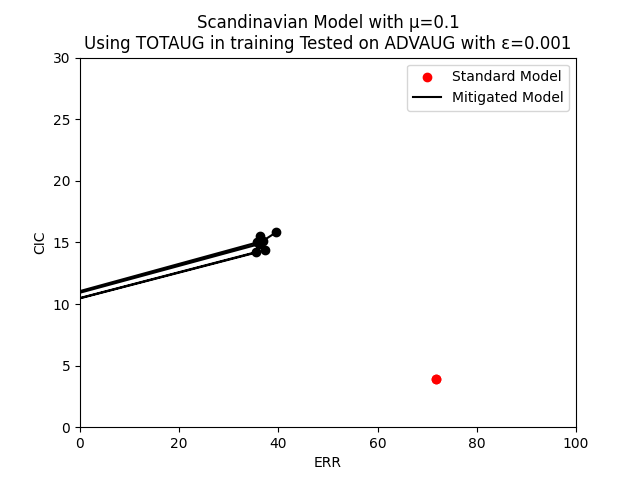 Scandinavian Model with μ=0.1
Using TOTAUG in training Tested on ADVAUG with ε=0.001
Standard Model
Mitigated Model
CIC
30
25
20
15
10
5
0
0
20
40
60
80
100
ERR